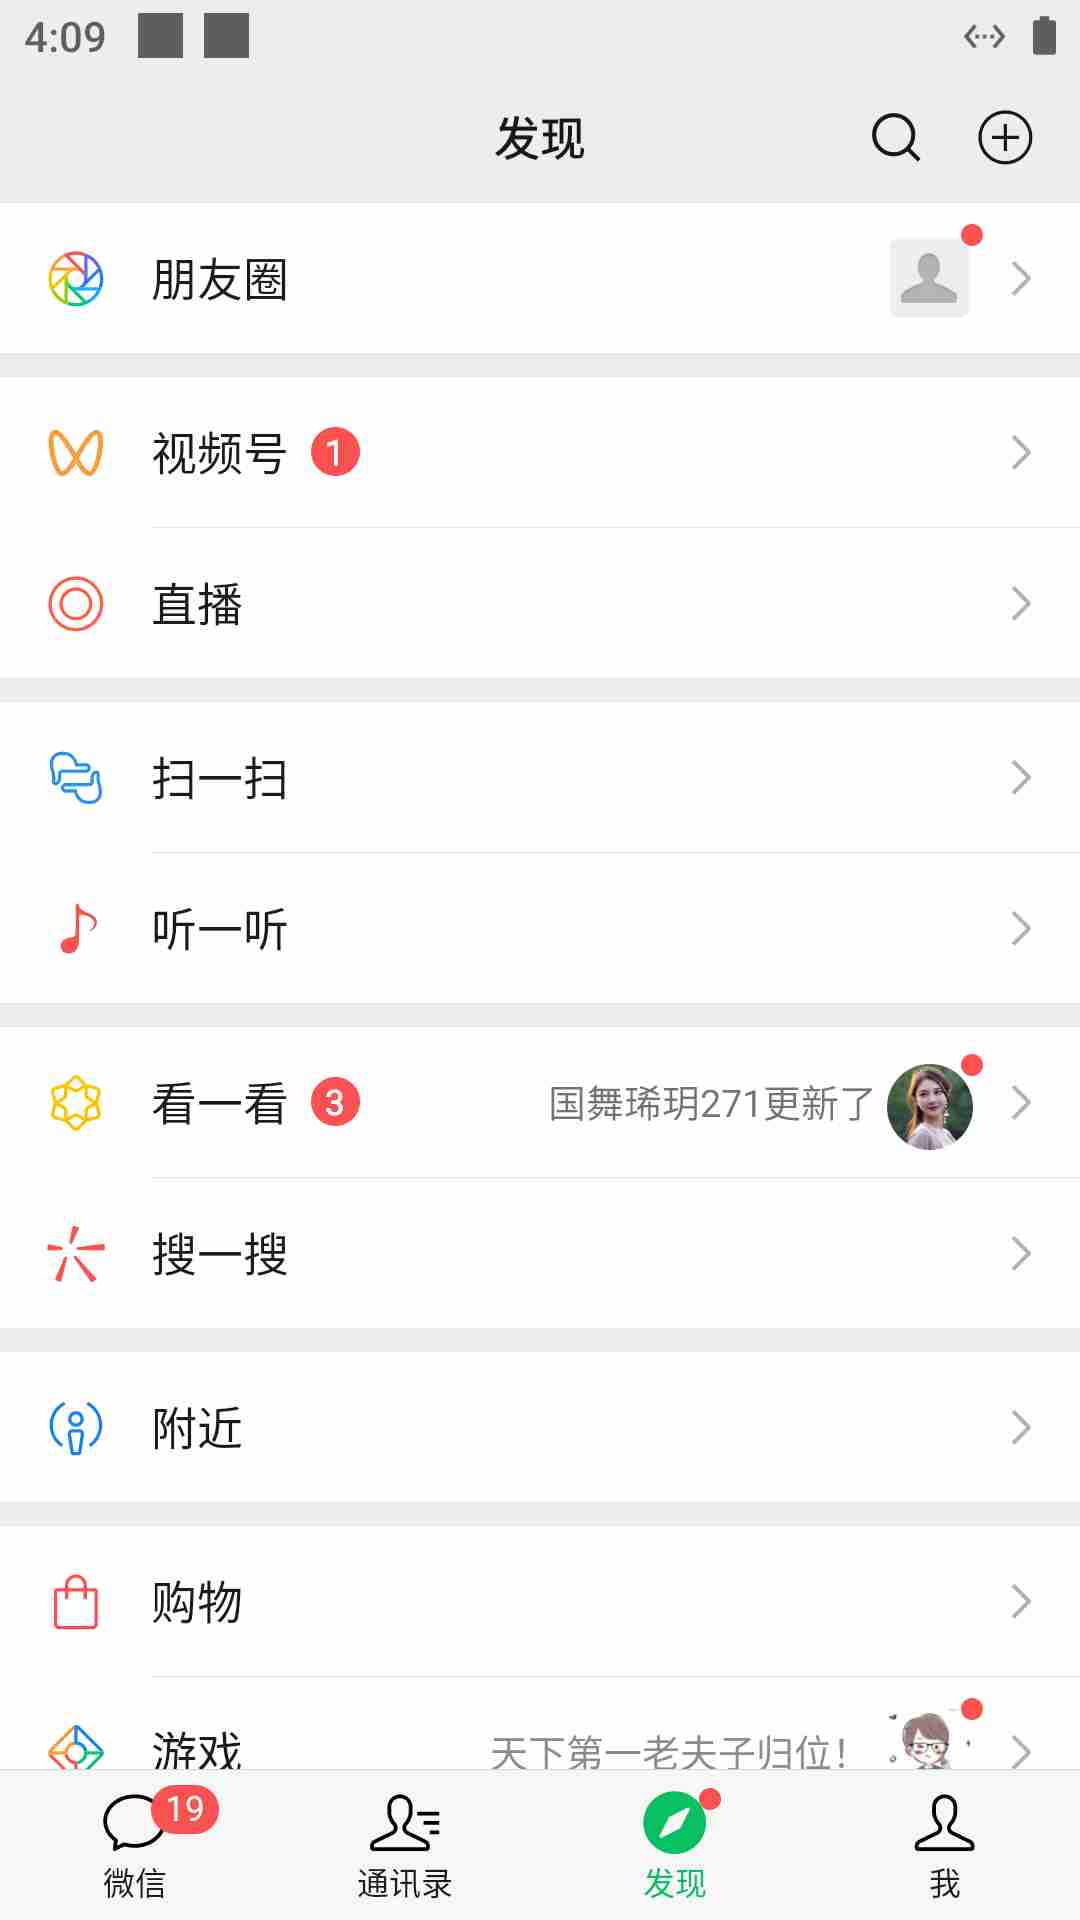 4:09
发现
朋友圈
视频号 1
直播
扫一扫
听一听
看一看 3 国舞琋玥271更新了
搜一搜
附近
购物
游戏 天下第一老夫子归位!
19
微信 通讯录 发现 我